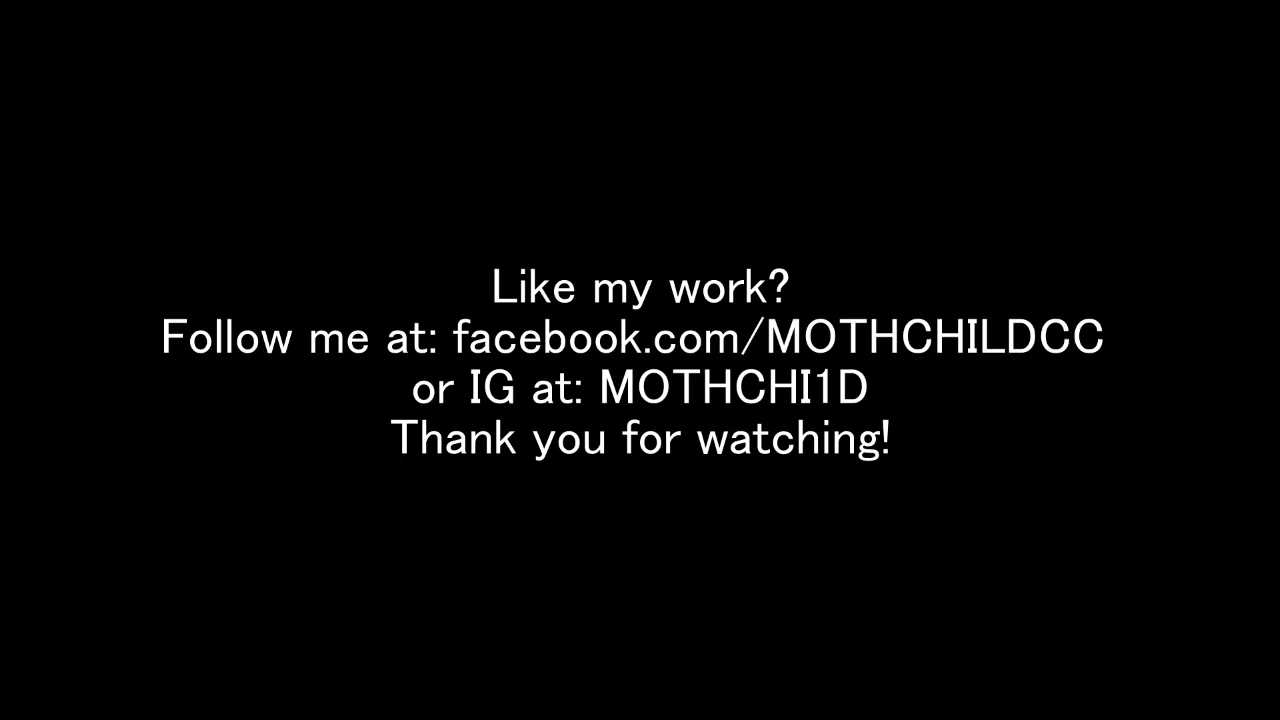 Like my work?
Follow me at: facebook.com/MOTHCHILDCC
or IG at: MOTHCHI1D
Thank you for watching!